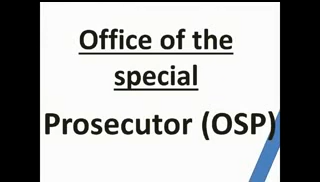 Office of the
special
Prosecutor (OSP)